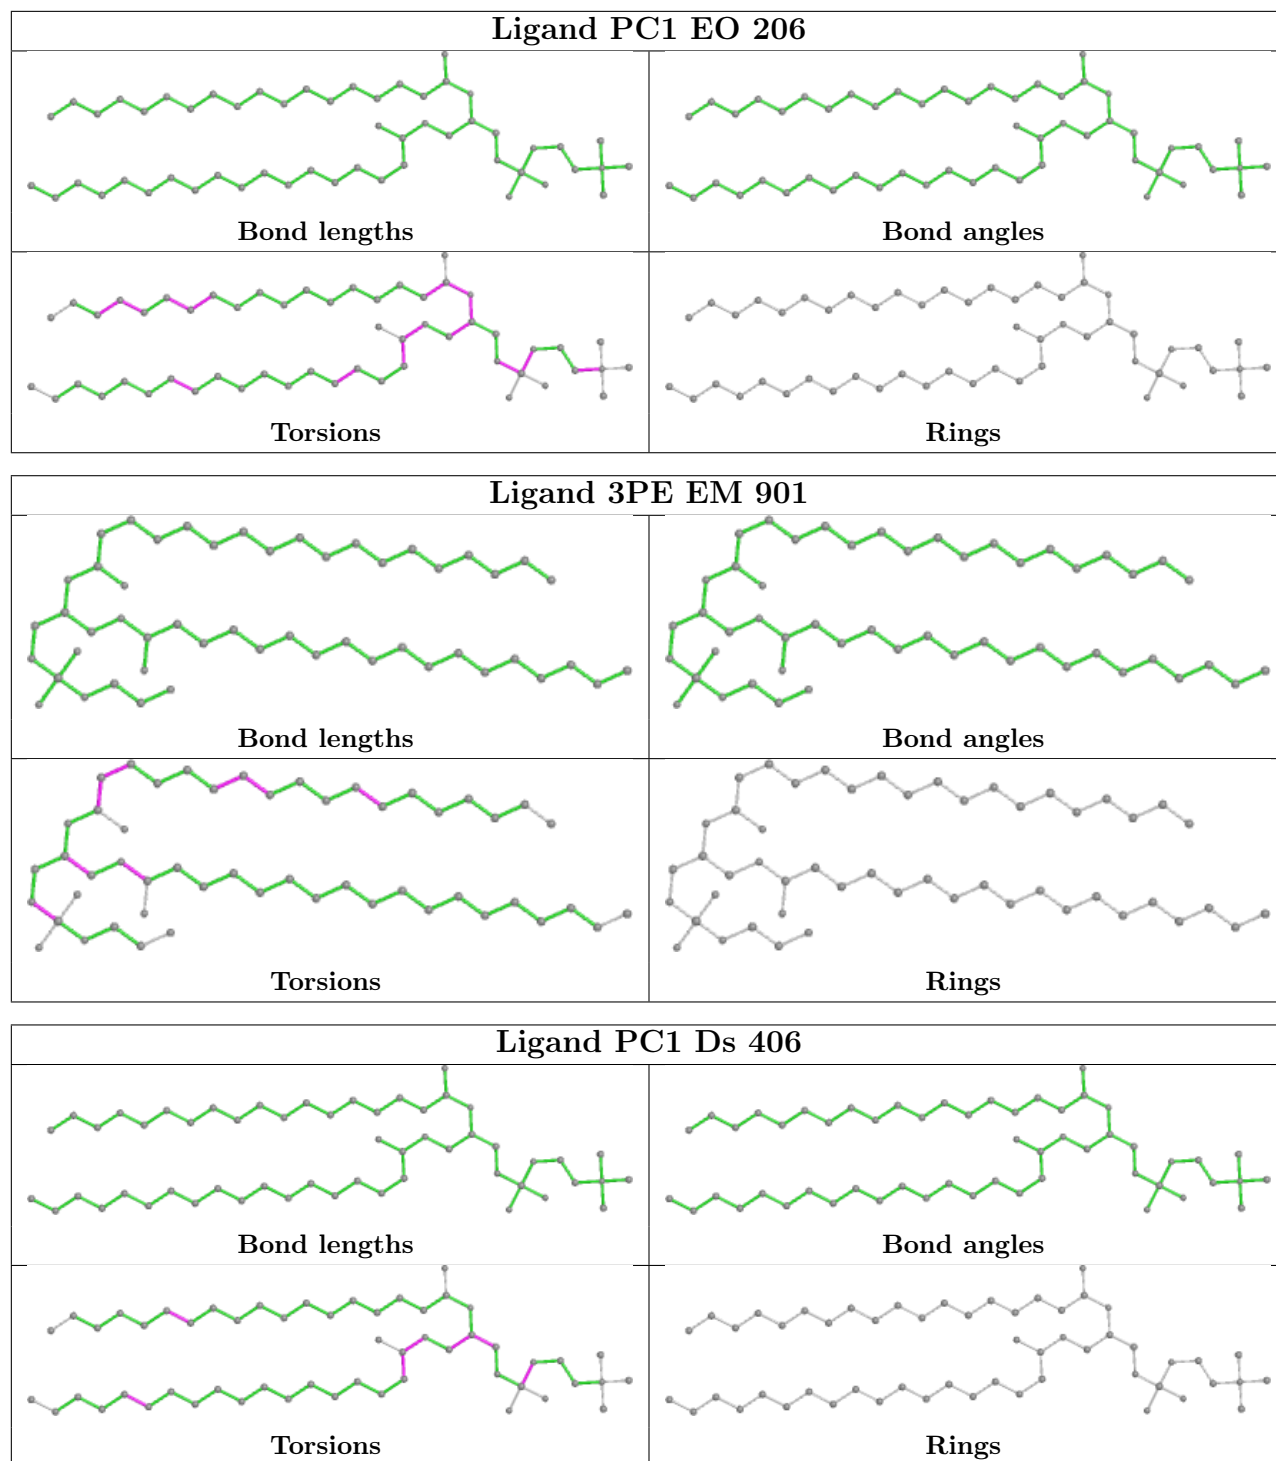 Ligand PC1 EO 206
Bond lengths
Bond angles
Torsions
Rings
Ligand 3PE EM 901
Bond lengths
Bond angles
Torsions
Rings
Ligand PC1 Ds 406
Bond lengths
Bond angles
Torsions
Rings